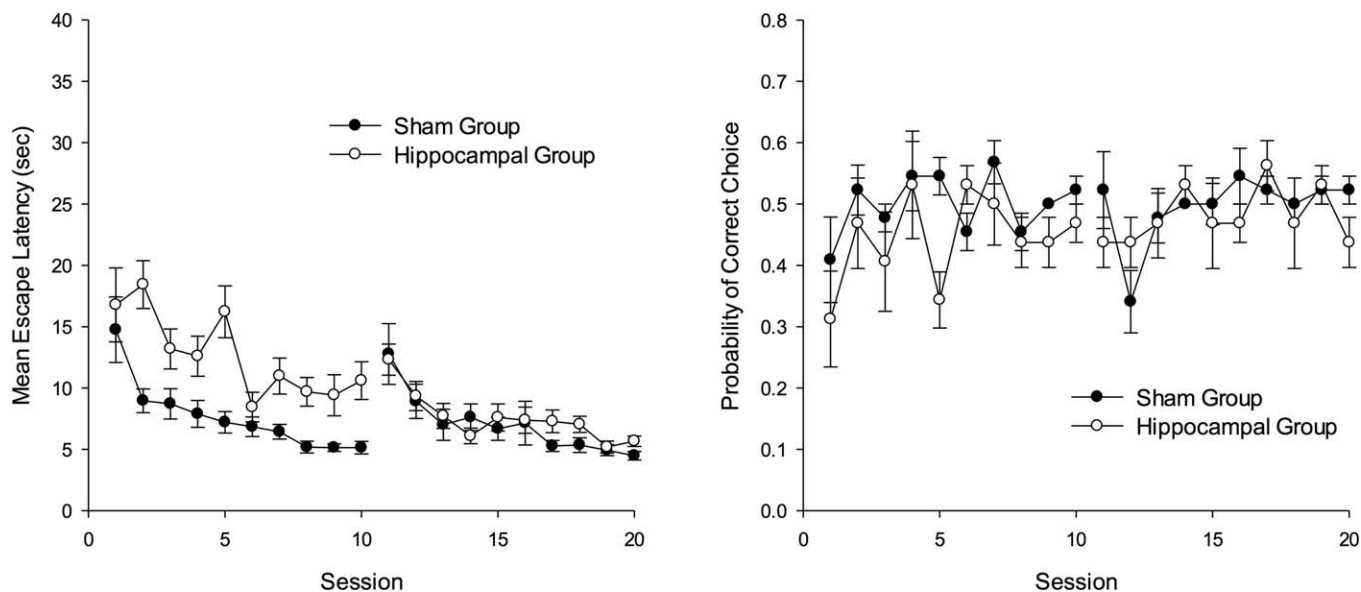 Mean Escape Latency (sec)
40
35
30
25
20
15
10
5
0
Sham Group
Hippocampal Group
0 5 10 15 20
Session
Probability of Correct Choice
0.8
0.7
0.6
0.5
0.4
0.3
0.2
0.1
0.0
Sham Group
Hippocampal Group
0 5 10 15 20
Session